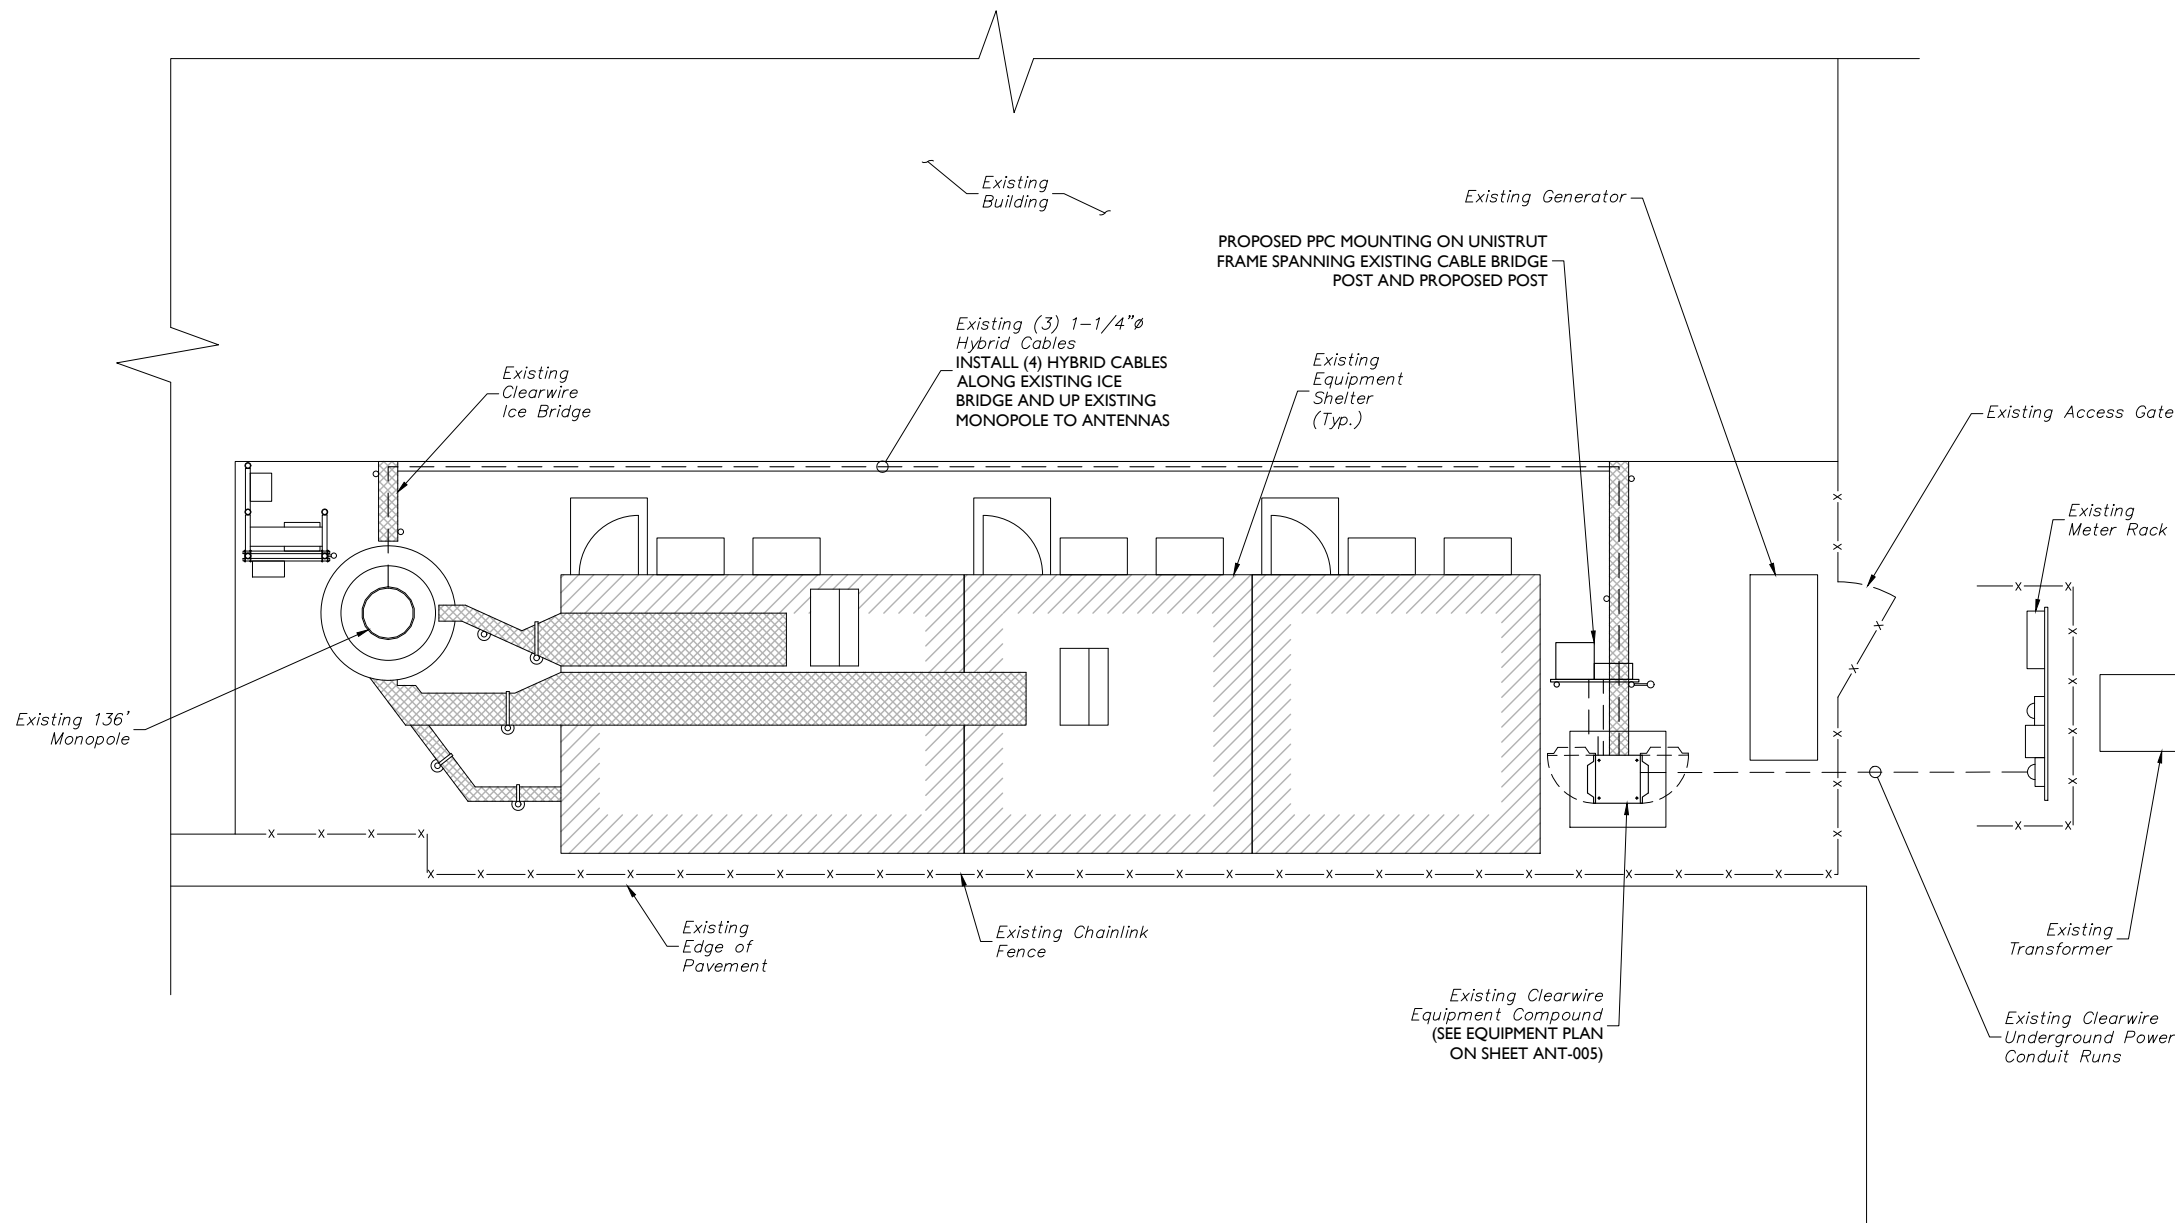 Existing
Building
Existing Generator
PROPOSED PPC MOUNTING ON UNISTRUT
FRAME SPANNING EXISTING CABLE BRIDGE
POST AND PROPOSED POST
Existing (3) 1-1/4"ø
Hybrid Cables
INSTALL (4) HYBRID CABLES
ALONG EXISTING ICE
BRIDGE AND UP EXISTING
MONOPOLE TO ANTENNAS
Existing
Equipment
Shelter
(Typ.)
Existing
Clearwire
Ice Bridge
Existing Access Gate
Existing
Meter Rack
Existing 136'
Monopole
Existing
Edge of
Pavement
Existing Chainlink
Fence
Existing
Transformer
Existing Clearwire
Equipment Compound
(SEE EQUIPMENT PLAN
ON SHEET ANT-005)
Existing Clearwire
Underground Power
Conduit Runs